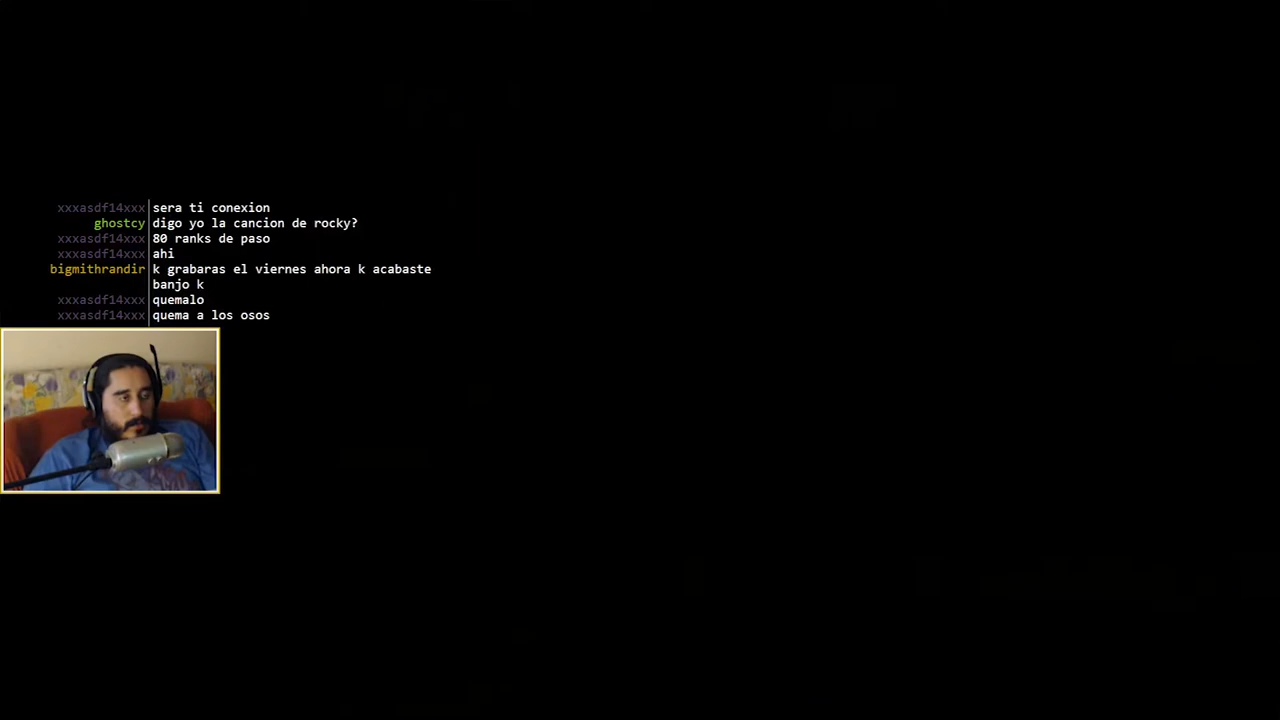 xxxasdf14xxx sera ti conexion
ghostcy digo yo la cancion de rocky?
xxxasdf14xxx 80 ranks de paso
xxxasdf14xxx ahi
bigmithrandir k grabaras el viernes ahora k acabaste
banjo k
xxxasdf14xxx quemalo
xxxasdf14xxx quema a los osos